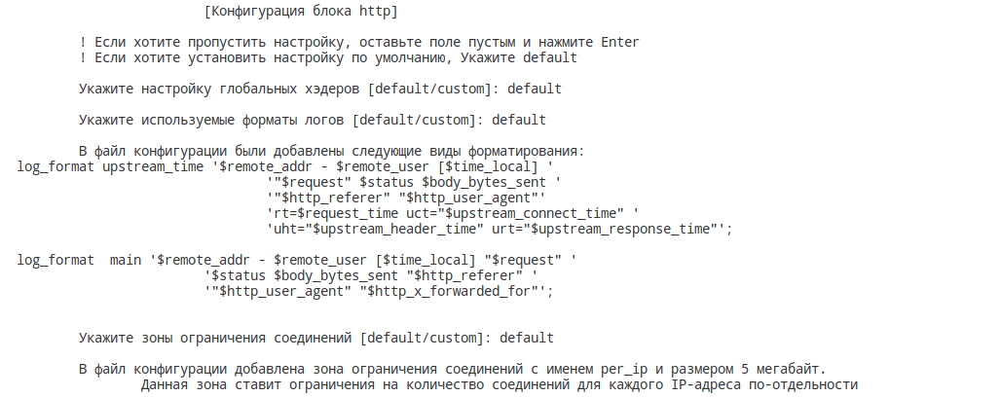 [Конфигурация блока http]
! Если хотите пропустить настройку, оставьте поле пустым и нажмите Enter
! Если хотите установить настройку по умолчанию, Укажите default
Укажите настройку глобальных хэдеров [default/custom]: default
Укажите используемые форматы логов [default/custom]: default
В файл конфигурации были добавлены следующие виды форматирования:
log_format upstream_time '$remote_addr - $remote_user [$time_local] '
'"$request" $status $body_bytes_sent '
'"$http_referer" "$http_user_agent"'
'rt=$request_time uct="$upstream_connect_time" '
'uht="$upstream_header_time" urt="$upstream_response_time"';
log_format  main '$remote_addr - $remote_user [$time_local] "$request" '
'$status $body_bytes_sent "$http_referer" '
'"$http_user_agent" "$http_x_forwarded_for"';
Укажите зоны ограничения соединений [default/custom]: default
В файл конфигурации добавлена зона ограничения соединений с именем per_ip и размером 5 мегабайт.
Данная зона ставит ограничения на количество соединений для каждого IP-адреса по-отдельности